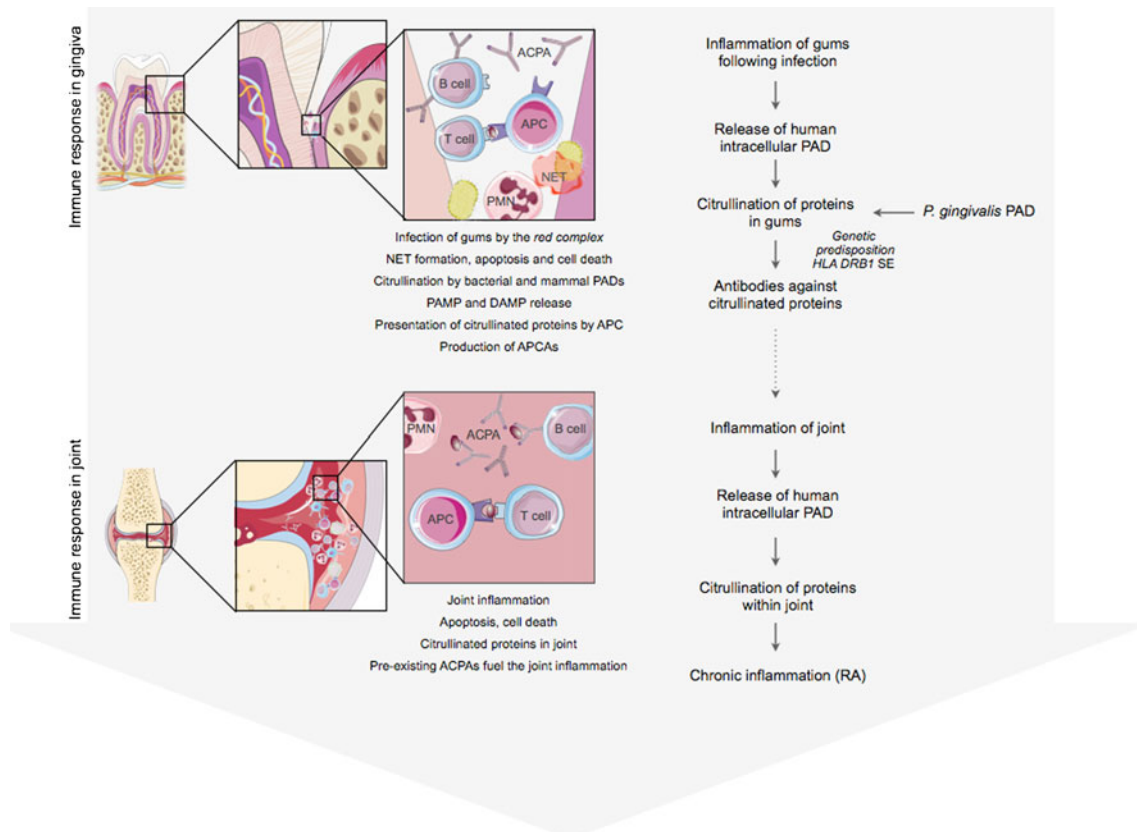 Immune response in gingiva
ACPA
B cell
T cell
APC
NET
PMN
Infection of gums by the red complex
NET formation, apoptosis and cell death
Citrullination by bacterial and mammal PADs
PAMP and DAMP release
Presentation of citrullinated proteins by APC
Production of APCAs
Inflammation of gums
following infection
Release of human
intracellular PAD
Citrullination of proteins
in gums
P. gingivalis PAD
Genetic
predisposition
HLA DRB1 SE
Antibodies against
citrullinated proteins
Immune response in joint
PMN
ACPA
B cell
APC
T cell
Joint inflammation
Apoptosis, cell death
Citrullinated proteins in joint
Pre-existing ACPAs fuel the joint inflammation
Inflammation of joint
Release of human
intracellular PAD
Citrullination of proteins
within joint
Chronic inflammation (RA)